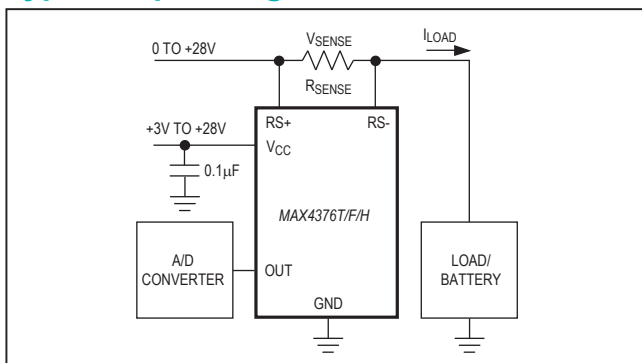 0 TO +28V
VSENSE
ILOAD
RSENSE
RS+
RS-
+3V TO +28V
VCC
0.1µF
MAX4376T/F/H
A/D
CONVERTER
OUT
LOAD/
BATTERY
GND